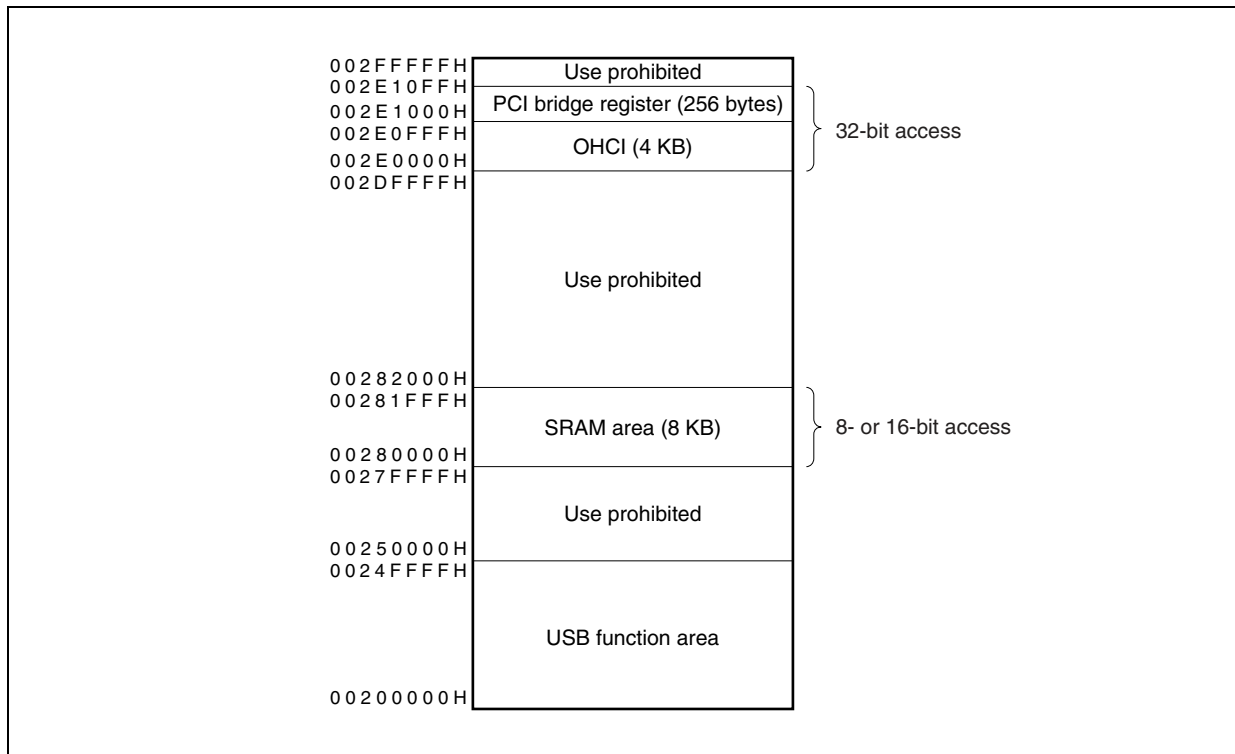 002FFFFFH
Use prohibited
002E10FFH
PCI bridge register (256 bytes)
002E1000H
32-bit access
002E0FFFH
OHCI (4 KB)
002E0000H
002DFFFFH
Use prohibited
00282000H
00281FFFH
SRAM area (8 KB)
8- or 16-bit access
00280000H
0027FFFFH
Use prohibited
00250000H
0024FFFFH
USB function area
00200000H